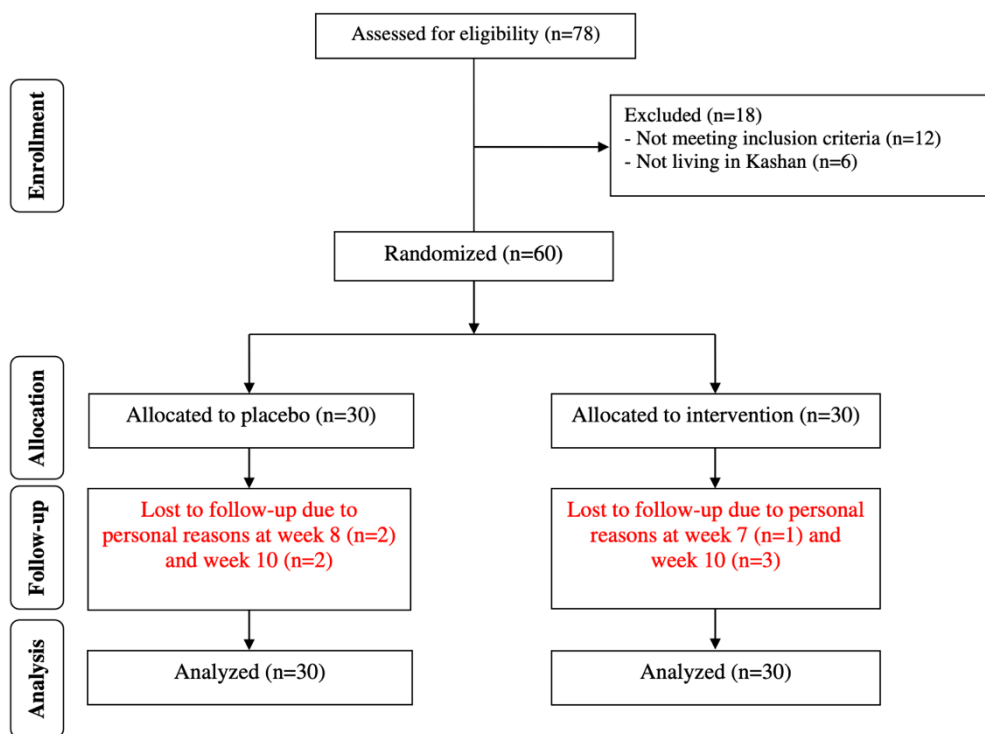 Assessed for eligibility (n=78)
Enrollment
Excluded (n=18)
- Not meeting inclusion criteria (n=12)
- Not living in Kashan (n=6)
Randomized (n=60)
Allocation
Allocated to placebo (n=30)
Allocated to intervention (n=30)
Follow-up
Lost to follow-up due to
personal reasons at week 8 (n=2)
and week 10 (n=2)
Lost to follow-up due to personal
reasons at week 7 (n=1) and
week 10 (n=3)
Analysis
Analyzed (n=30)
Analyzed (n=30)